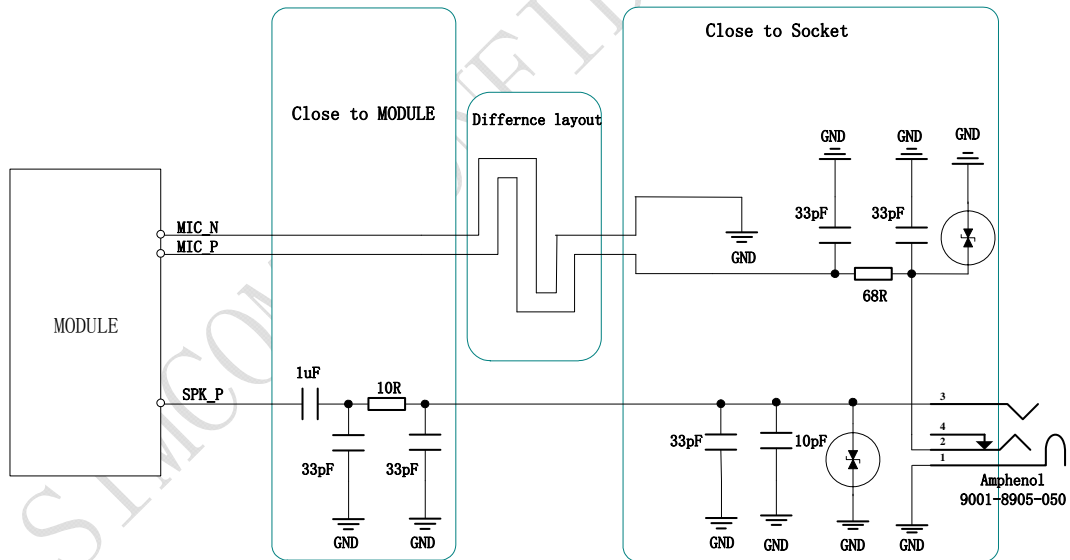 Close to Socket
Close to MODULE
Differnce layout
GND
GND
GND
33pF
33pF
MIC_N
MIC_P
GND
68R
MODULE
1uF
10R
SPK_P
3
4
2
1
33pF
33pF
33pF
10pF
Amphenol
9001-8905-050
GND
GND
GND
GND
GND
GND
SIMCOM CONFIDE